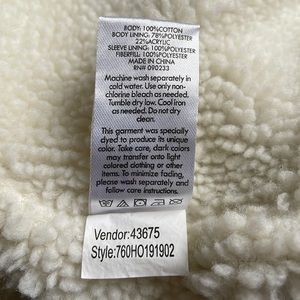 BODY: 100%COTTON
BODY LINING: 78%POLYESTER
22%ACRYLIC
SLEEVE LINING: 100%POLYESTER
FIBERFILL: 100%POLYESTER
MADE IN CHINA
RN# 090233
Machine wash separately in
cold water. Use only non-
chlorine bleach as needed.
Tumble dry low. Cool iron
as needed. Do not dry
clean.
This garment was specially
dyed to produce its unique
color. Take care, dark colors
may transfer onto light
colored clothing or other
surfaces. To minimize fading,
please wash separately and
follow care instructions.
Vendor:43675
Style:760HO191902